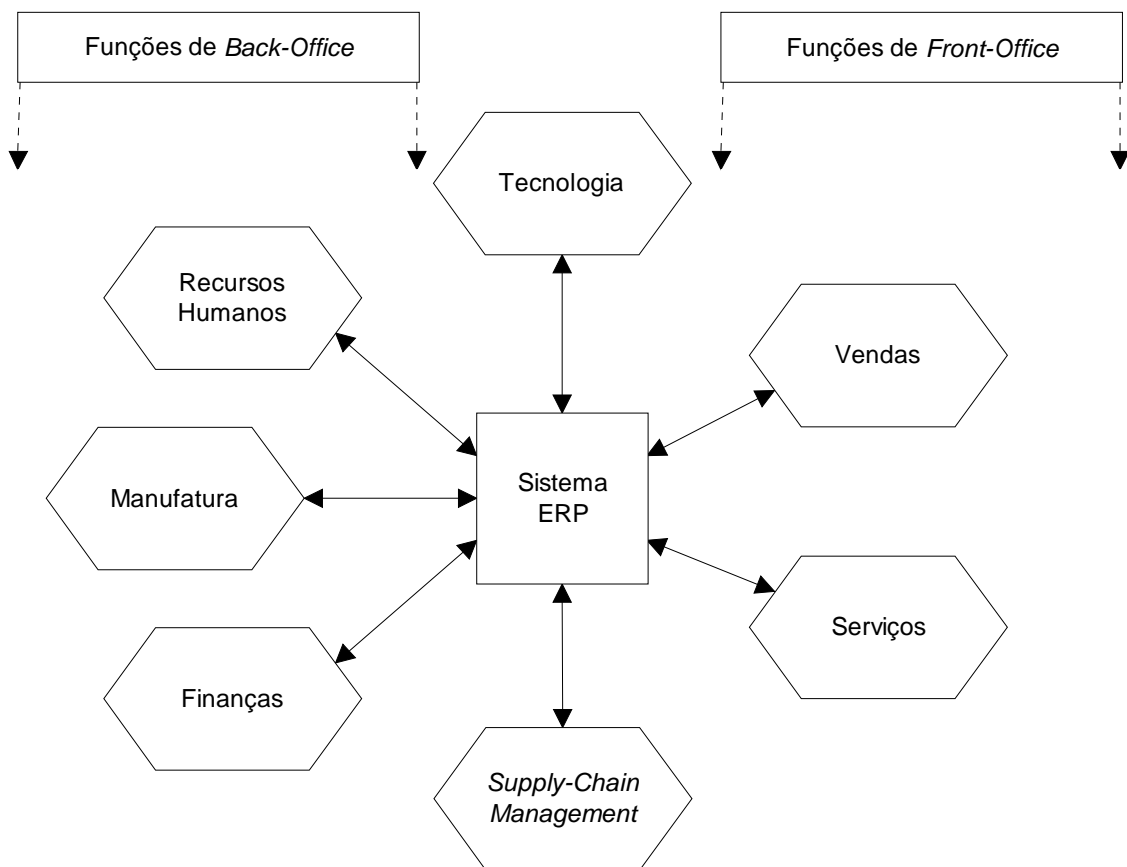 Funções de Back-Office
Funções de Front-Office
Tecnologia
Recursos
Humanos
Vendas
Manufatura
Sistema
ERP
Serviços
Finanças
Supply-Chain
Management